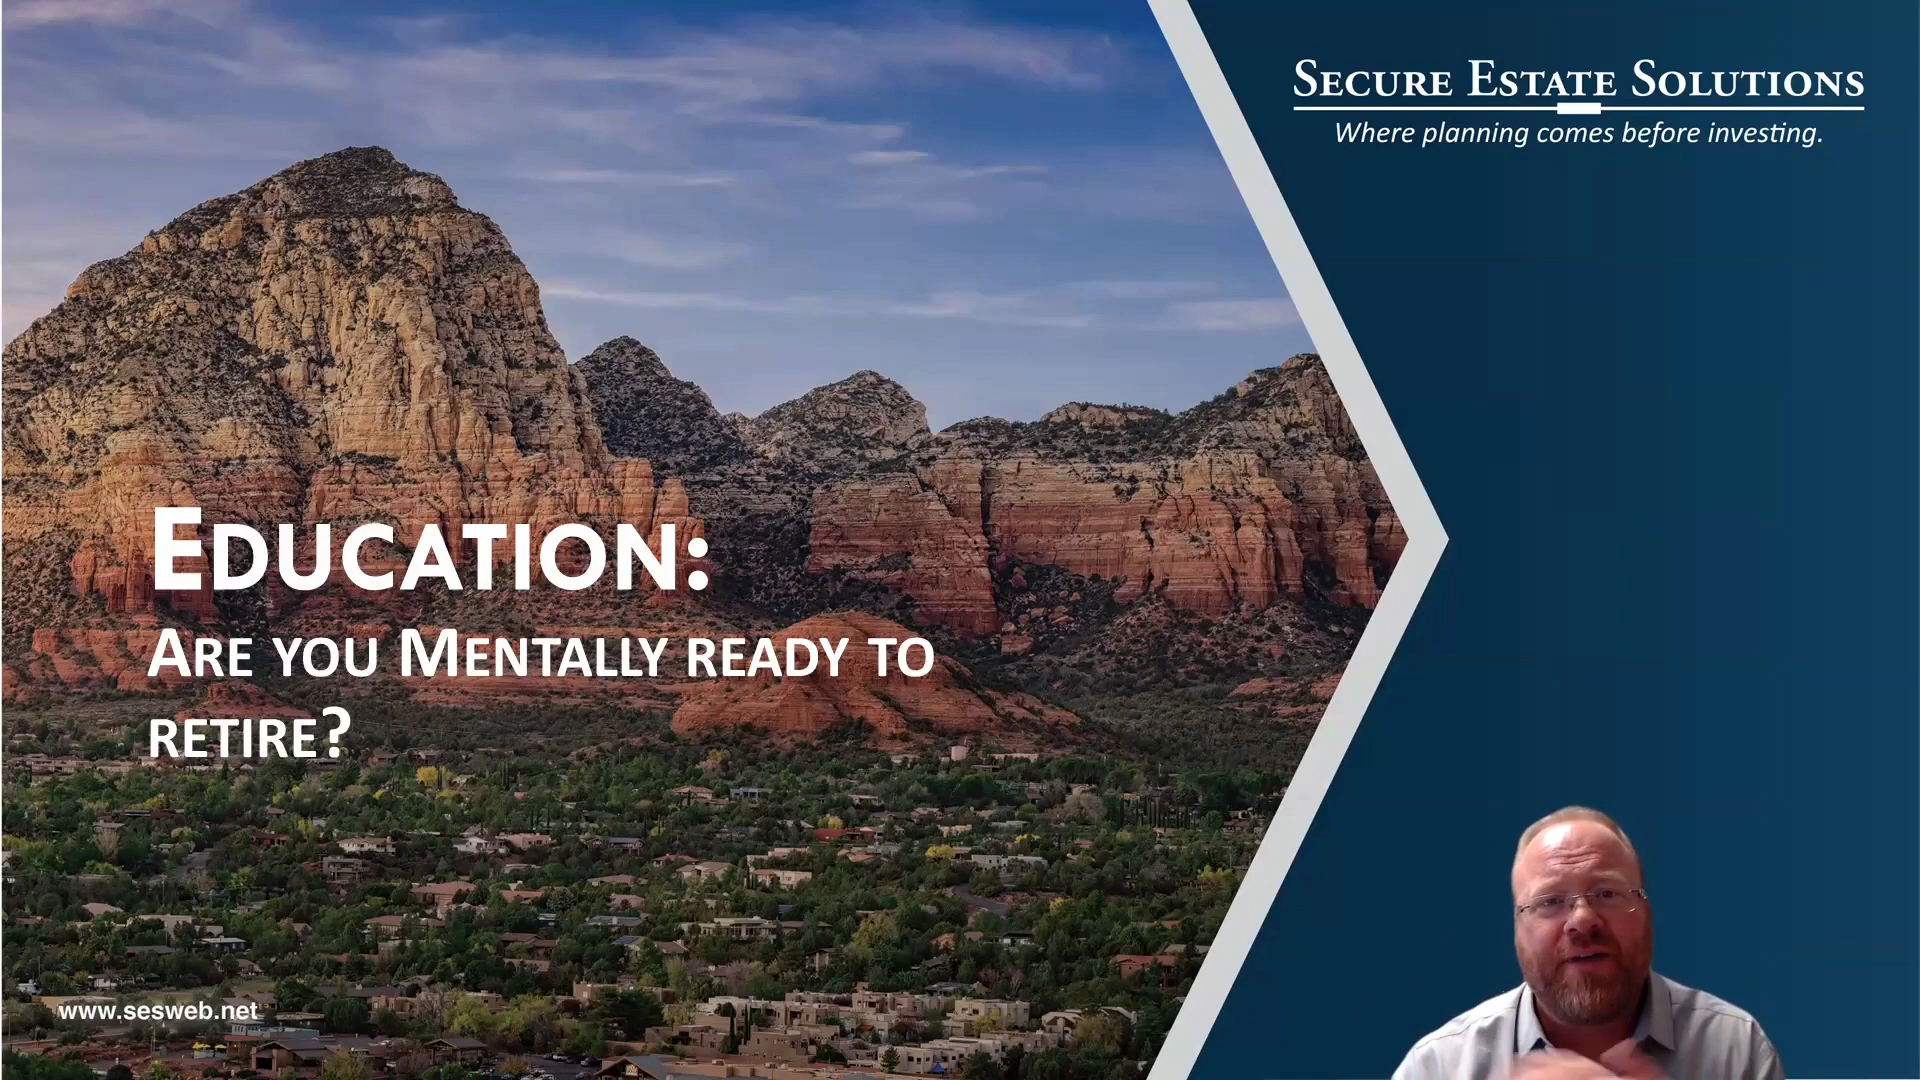 SECURE ESTATE SOLUTIONS
Where planning comes before investing.
EDUCATION:
ARE YOU MENTALLY READY TO
RETIRE?
www.sesweb.net